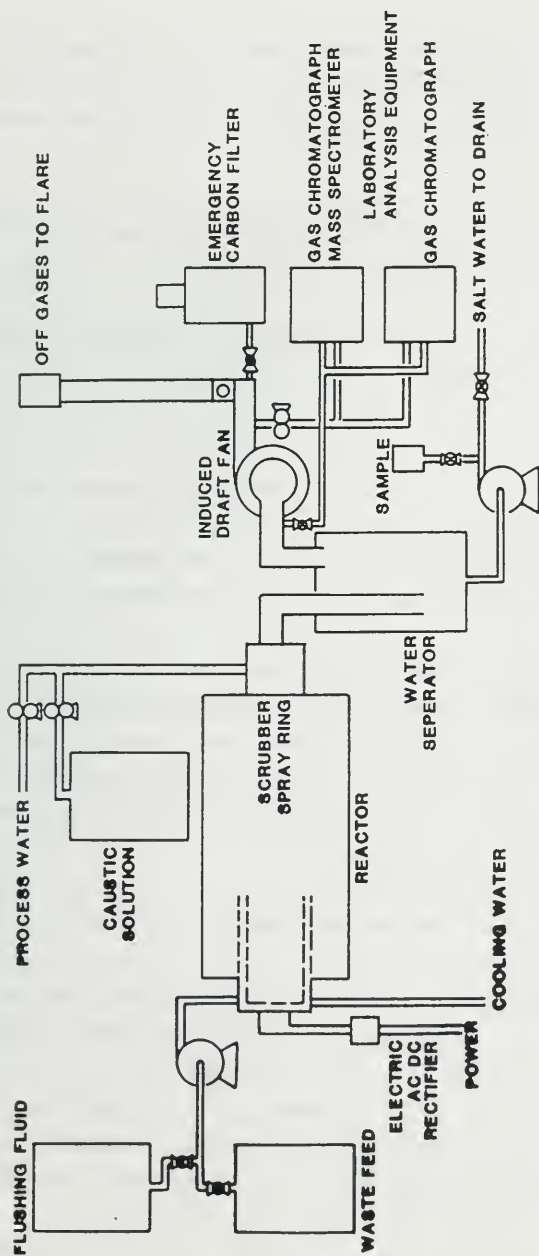 FLUSHING FLUID
WASTE FEED
PROCESS WATER
CAUSTIC
SOLUTION
ELECTRIC
AC DC
RECTIFIER
POWER
COOLING WATER
REACTOR
SCRUBBER
SPRAY RING
WATER
SEPERATOR
INDUCED
DRAFT FAN
OFF GASES TO FLARE
EMERGENCY
CARBON FILTER
GAS CHROMATOGRAPH
MASS SPECTROMETER
LABORATORY
ANALYSIS EQUIPMENT
GAS CHROMATOGRAPH
SAMPLE
SALT WATER TO DRAIN